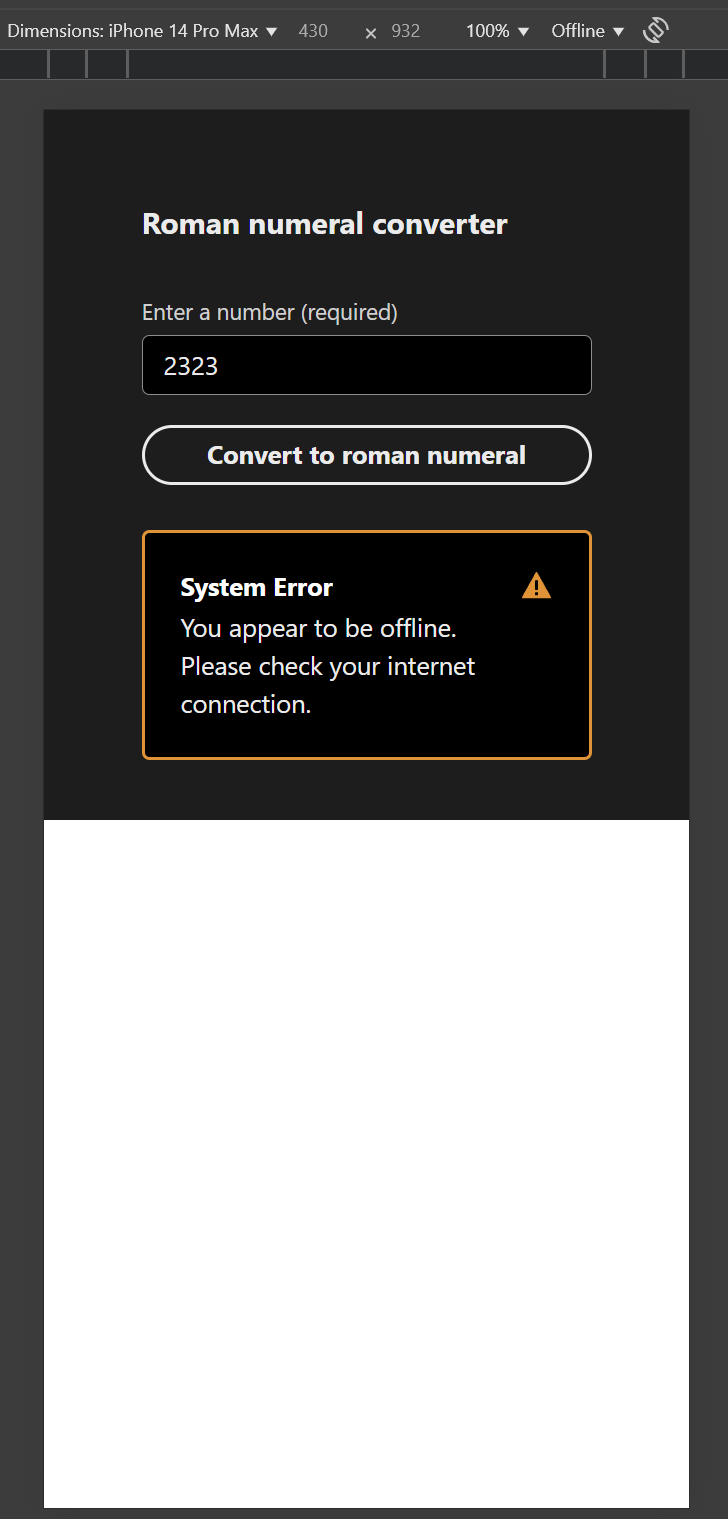 Dimensions: iPhone 14 Pro Max ▼ 430 × 932 100% ▼ Offline ▼
Roman numeral converter
Enter a number (required)
2323
Convert to roman numeral
System Error
You appear to be offline.
Please check your internet
connection.